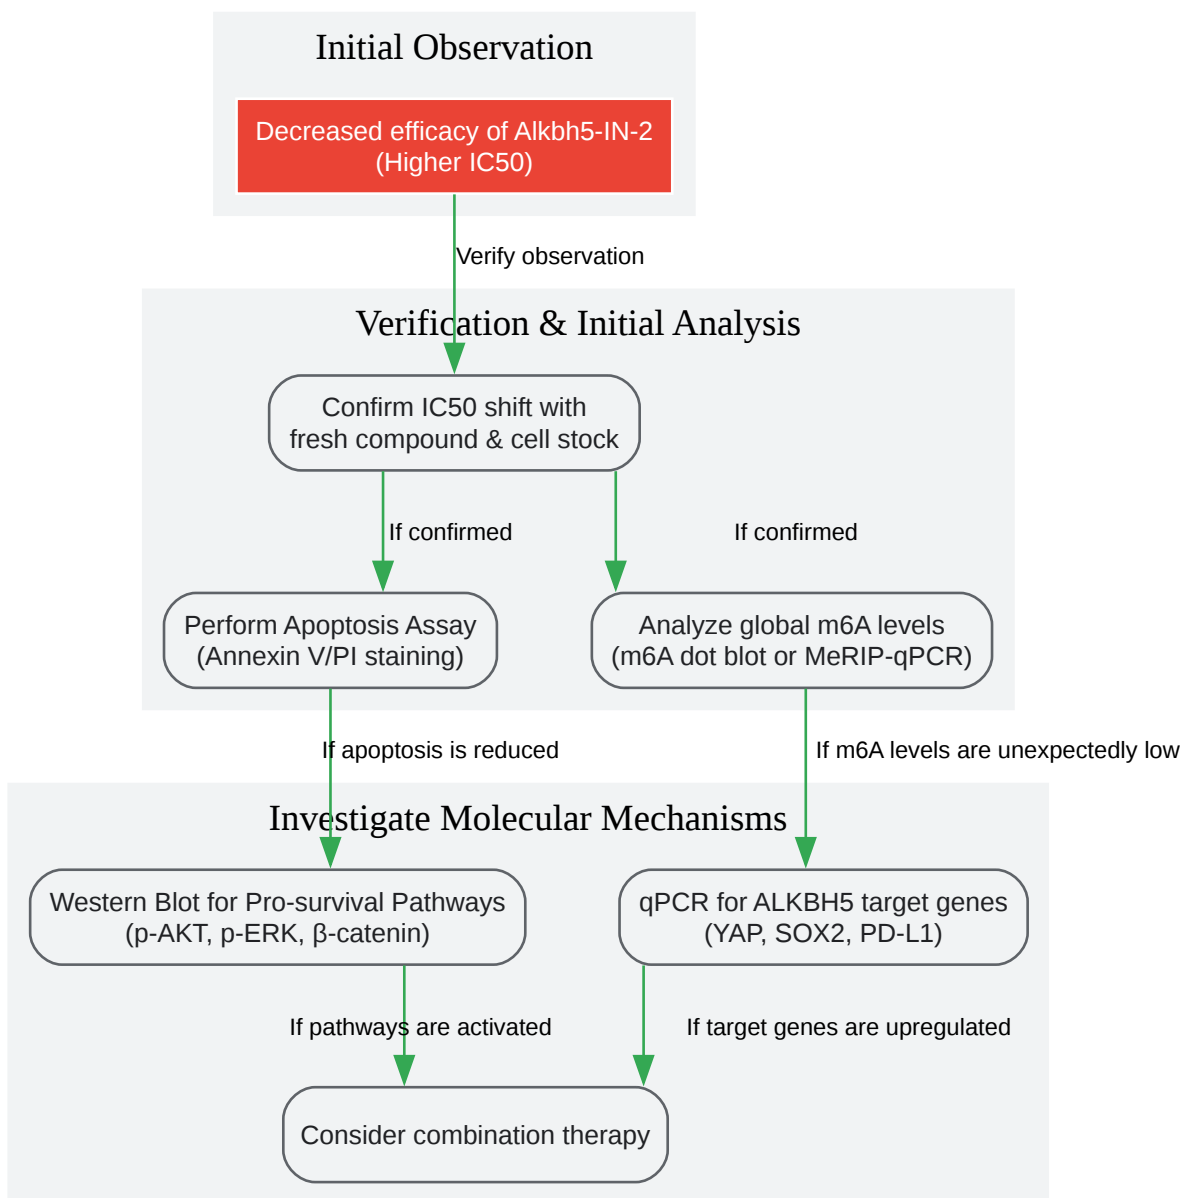 Initial Observation
Decreased efficacy of Alkbh5-IN-2
(Higher IC50)
Verify observation
Verification & Initial Analysis
Confirm IC50 shift with
fresh compound & cell stock
If confirmed
If confirmed
Perform Apoptosis Assay
(Annexin V/PI staining)
Analyze global m6A levels
(m6A dot blot or MeRIP-qPCR)
If apoptosis is reduced
If m6A levels are unexpectedly low
Investigate Molecular Mechanisms
Western Blot for Pro-survival Pathways
(p-AKT, p-ERK, β-catenin)
qPCR for ALKBH5 target genes
(YAP, SOX2, PD-L1)
If pathways are activated
If target genes are upregulated
Consider combination therapy